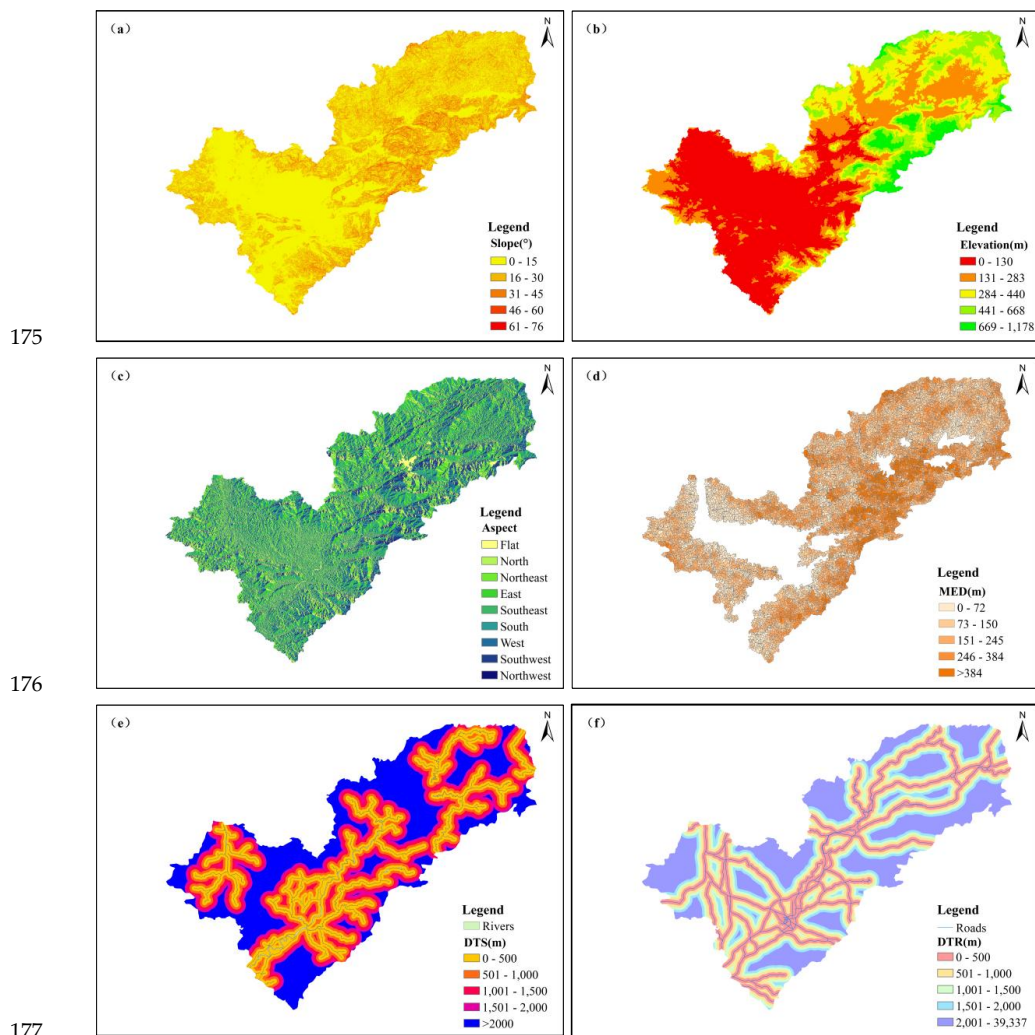 (a)
N
Legend
Slope(°)
0 - 15
16 - 30
31 - 45
46 - 60
61 - 76
175
(b)
N
Legend
Elevation(m)
0 - 130
131 - 283
284 - 440
441 - 668
669 - 1,178
(c)
N
Legend
Aspect
Flat
North
Northeast
East
Southeast
South
West
Southwest
Northwest
176
(d)
N
Legend
MED(m)
0 - 72
73 - 150
151 - 245
246 - 384
>384
(e)
N
Legend
Rivers
DTS(m)
0 - 500
501 - 1,000
1,001 - 1,500
1,501 - 2,000
>2000
177
(f)
N
Legend
Roads
DTR(m)
0 - 500
501 - 1,000
1,001 - 1,500
1,501 - 2,000
2,001 - 39,337